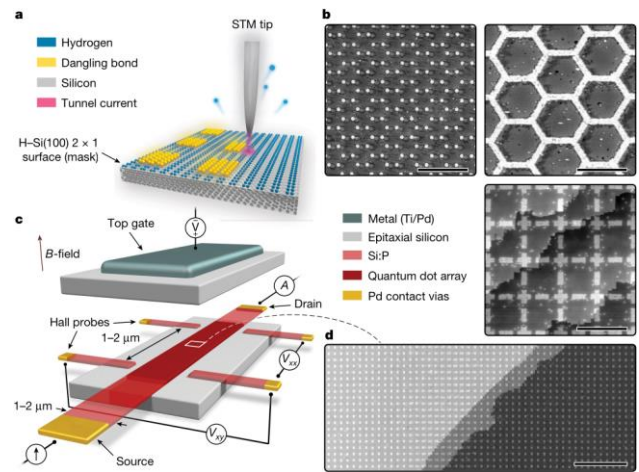 a
STM tip
Hydrogen
Dangling bond
Silicon
Tunnel current
H–Si(100) 2 × 1
surface (mask)
b
c
Top gate
V
B-field
A
Drain
Hall probes
1–2 μm
Vxx
1–2 μm
Vxy
Source
Metal (Ti/Pd)
Epitaxial silicon
Si:P
Quantum dot array
Pd contact vias
d